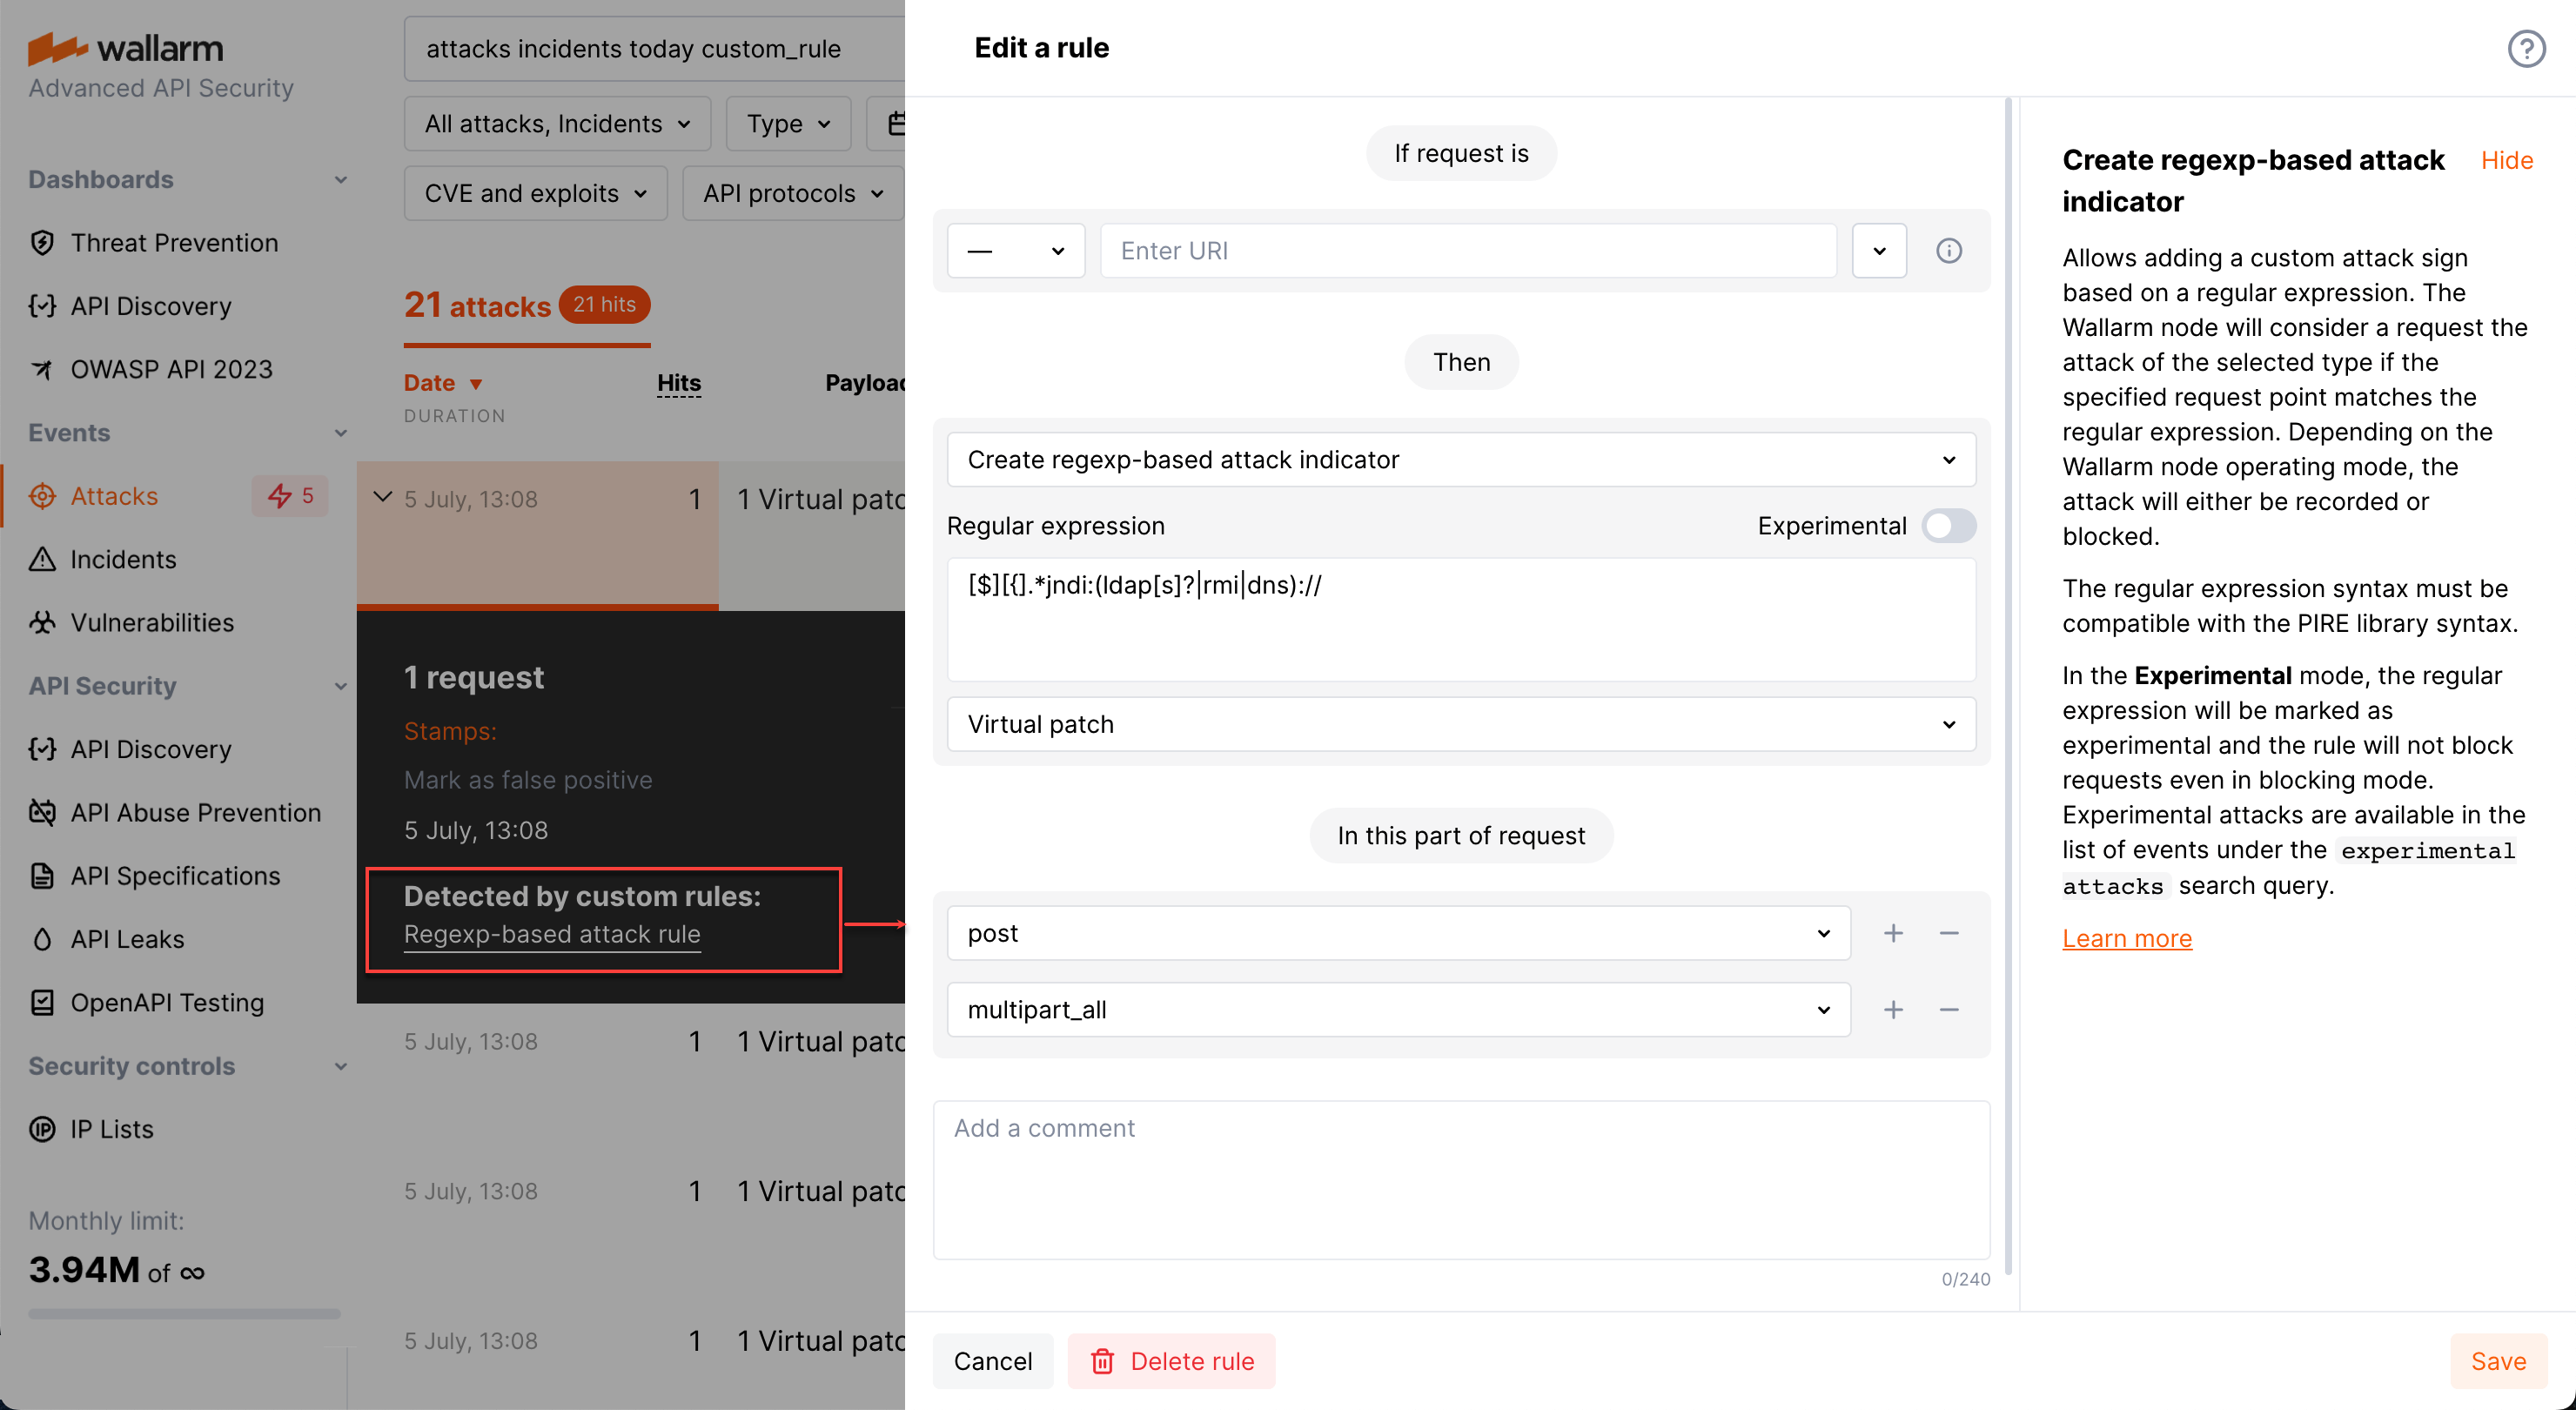 wallarm
Advanced API Security
Dashboards
Threat Prevention
API Discovery
OWASP API 2023
Events
Attacks
5
Incidents
Vulnerabilities
API Security
API Discovery
API Abuse Prevention
API Specifications
API Leaks
OpenAPI Testing
Security controls
IP Lists
Monthly limit:
3.94M of ∞
attacks incidents today custom_rule
All attacks, Incidents
Type
CVE and exploits
API protocols
21 attacks 21 hits
Date Hits Payload
DURATION
5 July, 13:08 1 1 Virtual patc
1 request
Stamps:
Mark as false positive
5 July, 13:08
Detected by custom rules:
Regexp-based attack rule
5 July, 13:08 1 1 Virtual patc
5 July, 13:08 1 1 Virtual patc
5 July, 13:08 1 1 Virtual patc
Edit a rule
If request is
—
Enter URI
Then
Create regexp-based attack indicator
Regular expression
Experimental
[$][{].*jndi:(ldap[s]?|rmi|dns)://
Virtual patch
In this part of request
post
multipart_all
Add a comment
0/240
Cancel
Delete rule
Save
Create regexp-based attack
indicator
Hide
Allows adding a custom attack sign
based on a regular expression. The
Wallarm node will consider a request the
attack of the selected type if the
specified request point matches the
regular expression. Depending on the
Wallarm node operating mode, the
attack will either be recorded or
blocked.
The regular expression syntax must be
compatible with the PIRE library syntax.
In the Experimental mode, the regular
expression will be marked as
experimental and the rule will not block
requests even in blocking mode.
Experimental attacks are available in the
list of events under the experimental
attacks search query.
Learn more